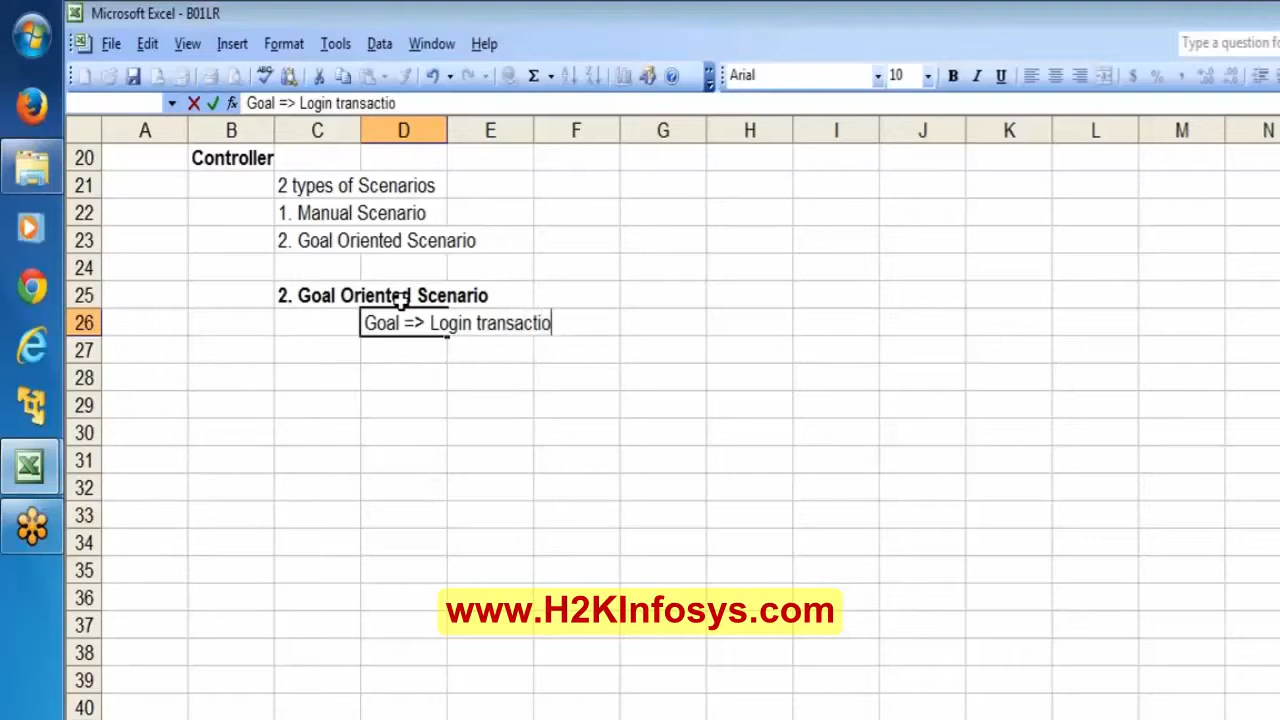 Microsoft Excel - B01LR
File Edit View Insert Format Tools Data Window Help
Type a question fo
Arial 10 B I U $ % ,
Goal => Login transactio
A B C D E F G H I J K L M N
20 Controller
21 2 types of Scenarios
22 1. Manual Scenario
23 2. Goal Oriented Scenario
24
25 2. Goal Oriented Scenario
26 Goal => Login transactio
27
28
29
30
31
32
33
34
35
36
37
38
39
40
www.H2KInfosys.com